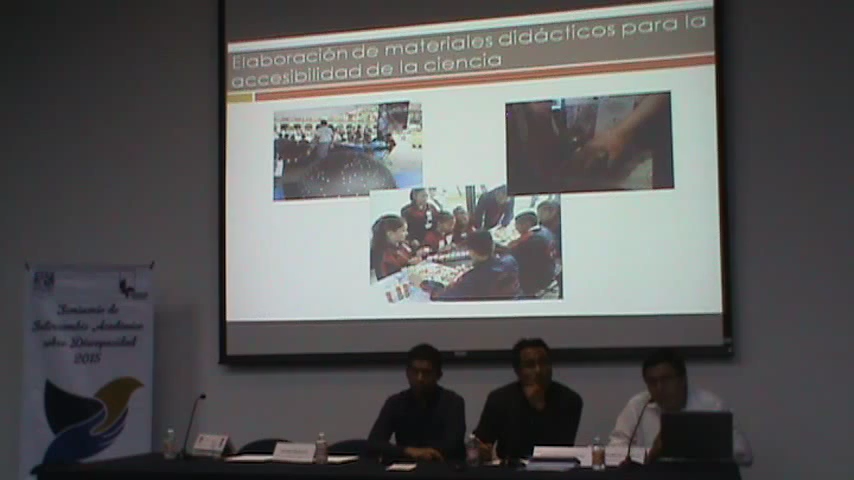 Elaboración de materiales didácticos para la
accesibilidad de la ciencia
Seminario de
Intercambio Académico
sobre Discapacidad
2015